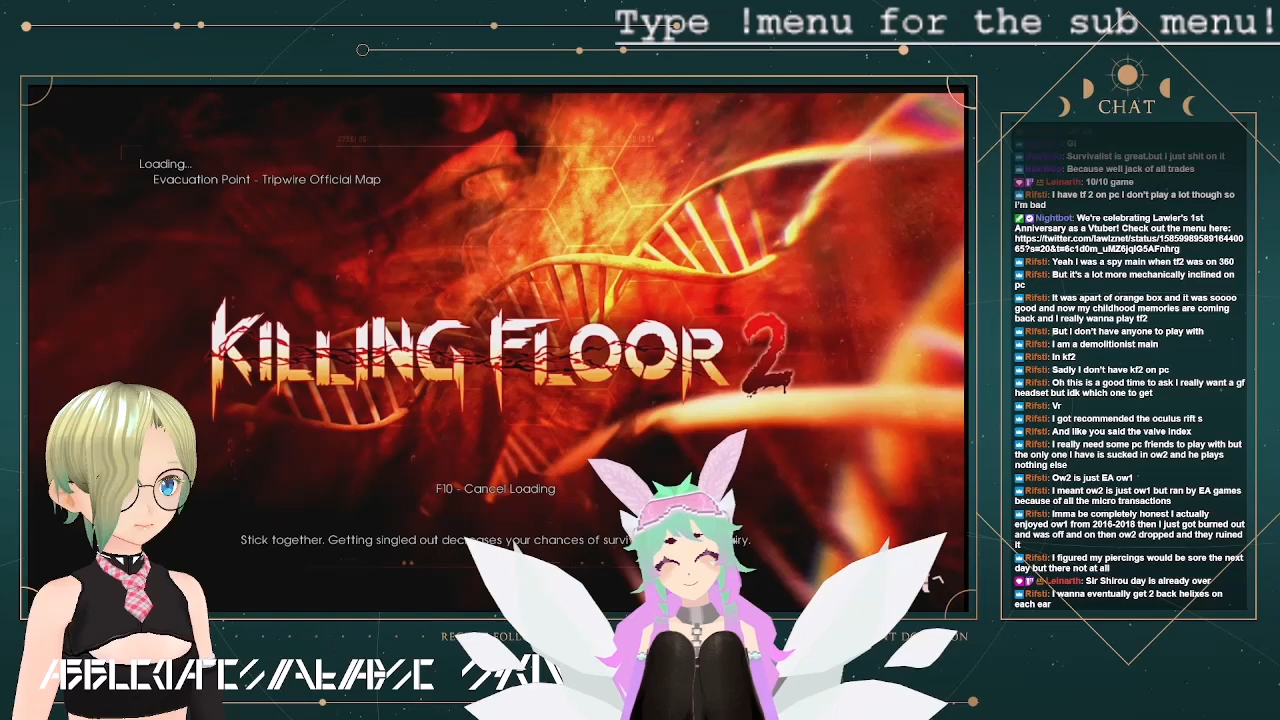 Type !menu for the sub menu!
CHAT
Loading...
Evacuation Point - Tripwire Official Map
KILLING FLOOR 2
F10 - Cancel Loading
Stick together. Getting singled out decreases your chances of
Survivalist is great.but i just shit on it
Because well jack of all trades
Leinarth: 10/10 game
Rifsti: I have tf 2 on pc I don't play a lot though so
I'm bad
Nightbot: We're celebrating Lawier's 1st
Anniversary as a Vtuber! Check out the menu here:
Rifsti: Yeah I was a spy main when tf2 was on 360
Rifsti: But it's a lot more mechanically inclined on
pc
Rifsti: It was apart of orange box and it was soooo
good and now my childhood memories are coming
back and I really wanna play tf2
Rifsti: But I don't have anyone to play with
Rifsti: I am a demolitionist main
Rifsti: In kf2
Rifsti: Sadly I don't have kf2 on pc
Rifsti: Oh this is a good time to ask I really want a gf
headset but idk which one to get
Rifsti: Vr
Rifsti: I got recommended the oculus rift s
Rifsti: And like you said the valve index
Rifsti: I really need some pc friends to play with but
the only one I have is sucked in ow2 and he plays
nothing else
Rifsti: Ow2 is just EA ow1
Rifsti: I meant ow2 is just ow1 but ran by EA games
because of all the micro transactions
Rifsti: Imma be completely honest I actually
enjoyed ow1 from 2016-2018 then i just got burned out
and was off and on then ow2 dropped and they ruined
it
Rifsti: I figured my piercings would be sore the next
day but there not at all
Leinarth: Sir Shirou day is already over
Rifsti: I wanna eventually get 2 back helixes on
each ear